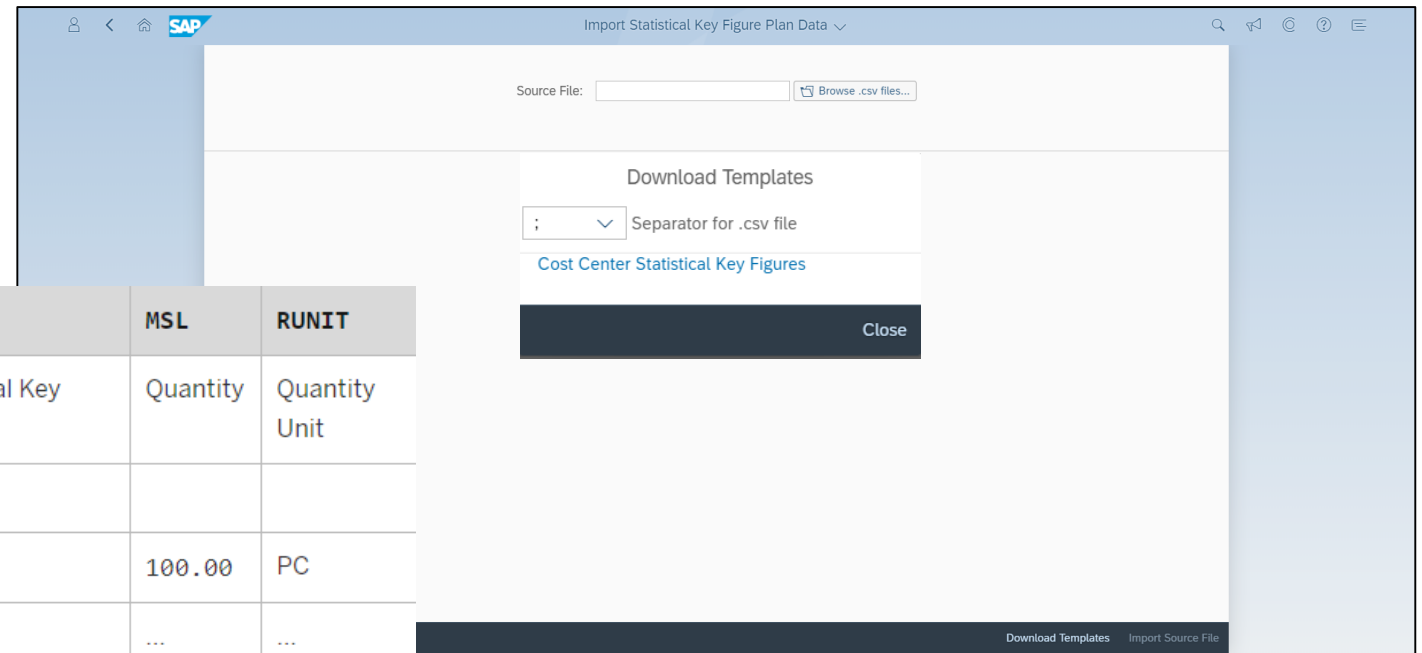 SAP
Import Statistical Key Figure Plan Data
Source File:
Browse .csv files...
Download Templates
;
Separator for .csv file
Cost Center Statistical Key Figures
Close
MSL RUNIT
al Key Quantity Quantity
Unit
100.00 PC
... ...
Download Templates Import Source File